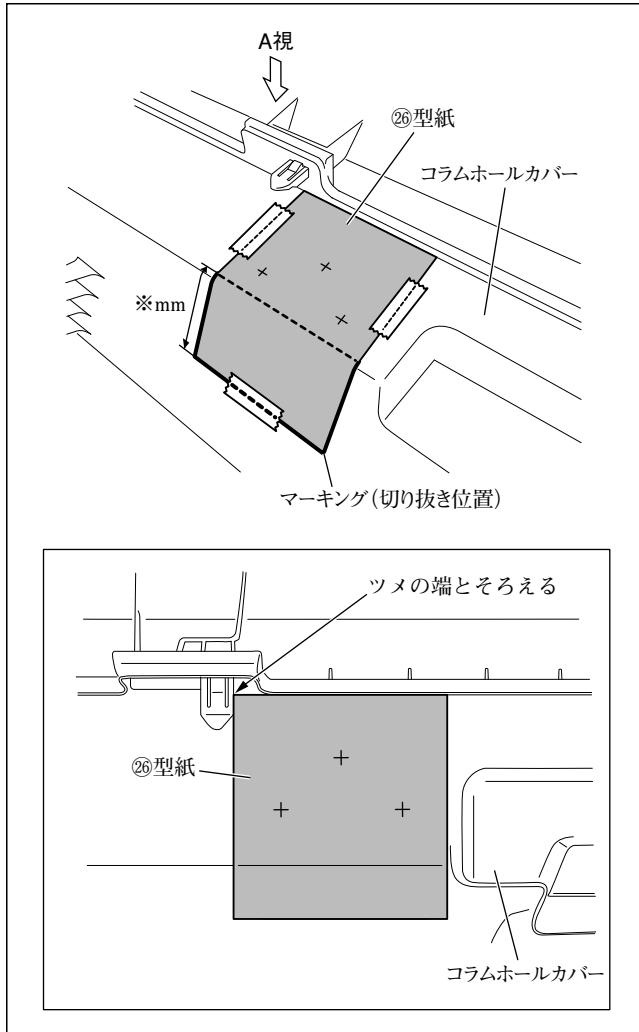 A視
㉖型紙
コラムホールカバー
※mm
マーキング(切り抜き位置)
ツメの端とそろえる
㉖型紙
コラムホールカバー